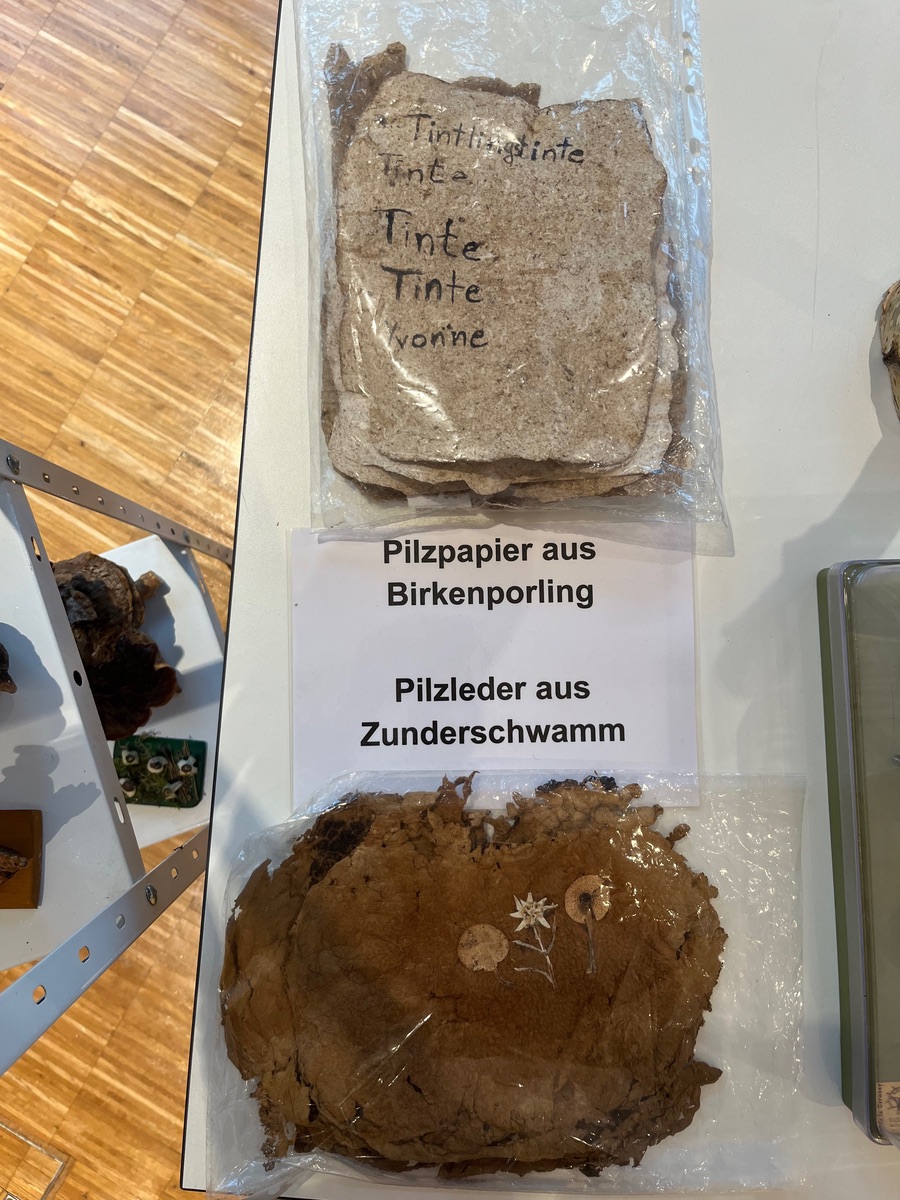 Tintlingstinte
Tinte
Tinte
Tinte
Yvonne
Pilzpapier aus
Birkenporling
Pilzleder aus
Zunderschwamm